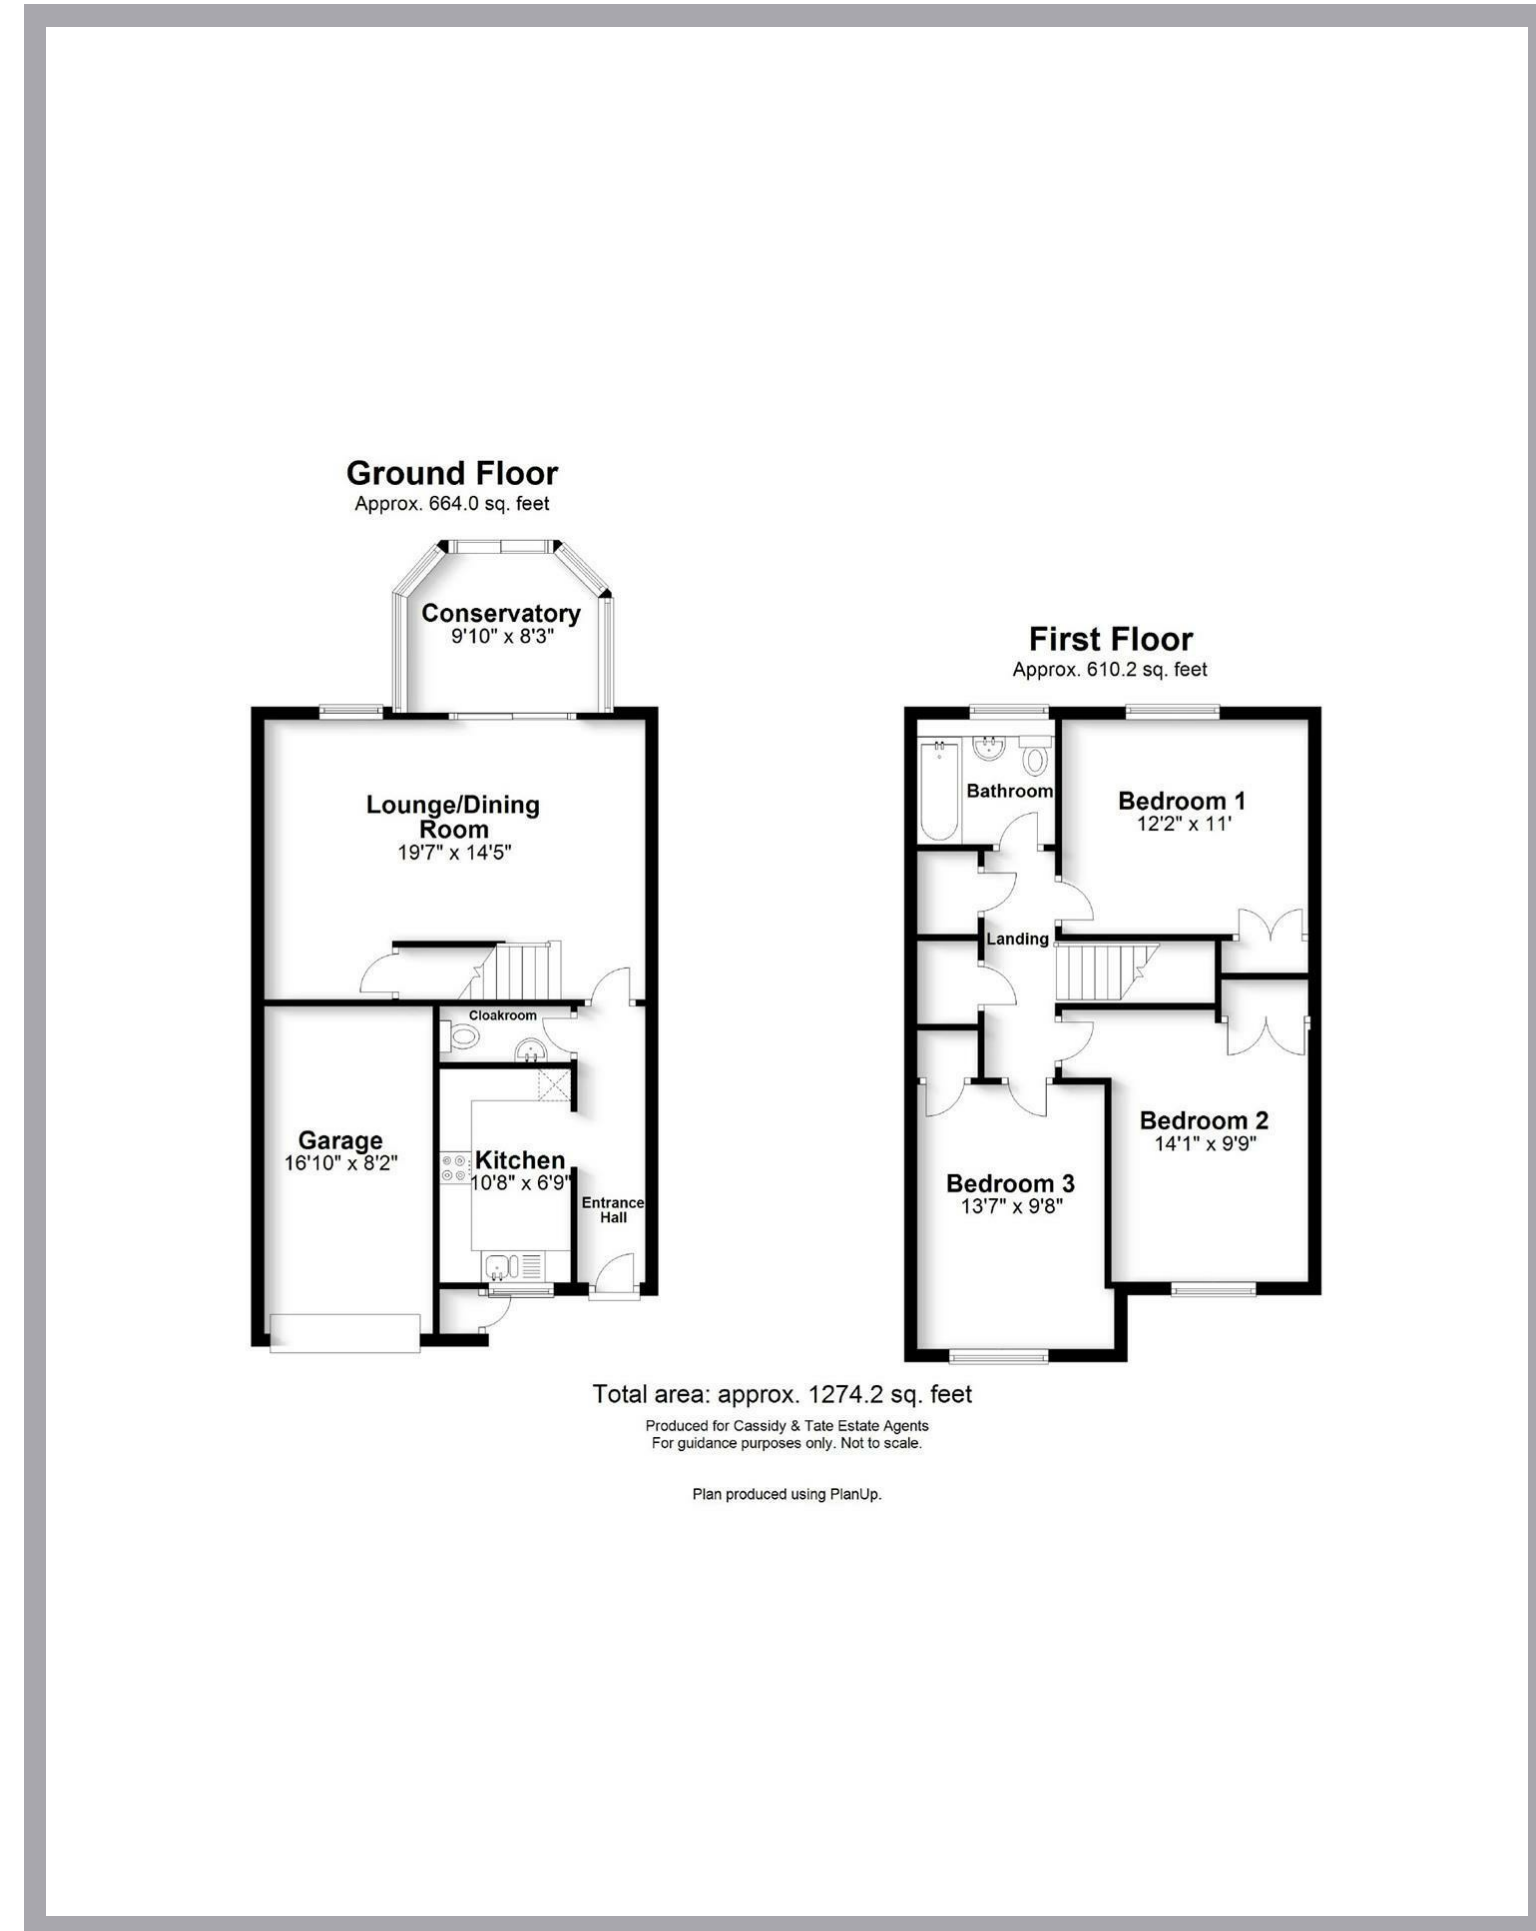 Ground Floor
Approx. 664.0 sq. feet
Conservatory
9'10" x 8'3"
Lounge/Dining
Room
19'7" x 14'5"
Cloakroom
Garage
16'10" x 8'2"
Kitchen
10'8" x 6'9"
Entrance
Hall
First Floor
Approx. 610.2 sq. feet
Bathroom
Bedroom 1
12'2" x 11'
Landing
Bedroom 2
14'1" x 9'9"
Bedroom 3
13'7" x 9'8"
Total area: approx. 1274.2 sq. feet
Produced for Cassidy & Tate Estate Agents
For guidance purposes only. Not to scale.
Plan produced using PlanUp.